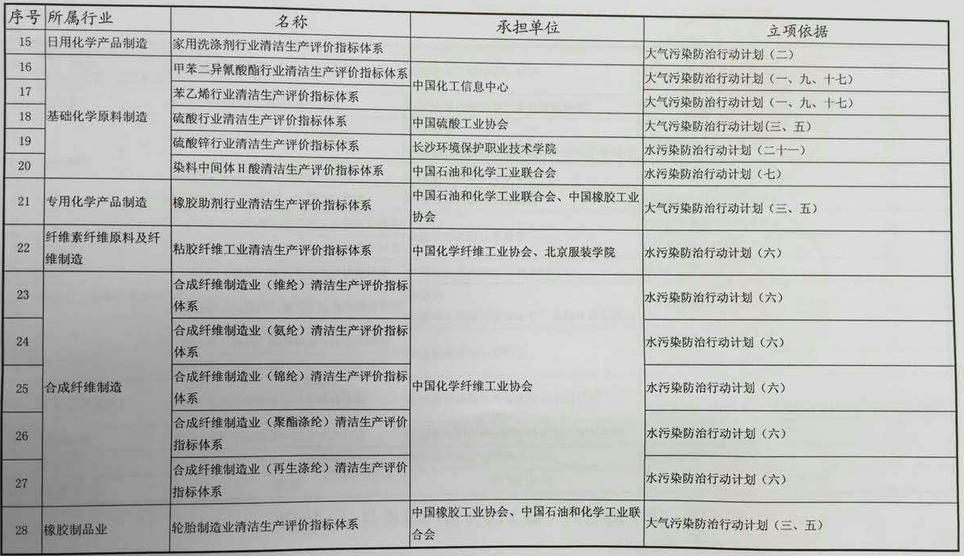 序号 所属行业 名称 承担单位 立项依据
15 日用化学产品制造 家用洗涤剂行业清洁生产评价指标体系 大气污染防治行动计划（二）
16 甲苯二异氰酸酯行业清洁生产评价指标体系 大气污染防治行动计划（一、九、十七）
中国化工信息中心
17 苯乙烯行业清洁生产评价指标体系 大气污染防治行动计划（一、九、十七）
基础化学原料制造
18 硫酸行业清洁生产评价指标体系 中国硫酸工业协会 大气污染防治行动计划(三、五）
19 硫酸锌行业清洁生产评价指标体系 长沙环境保护职业技术学院 水污染防治行动计划（二十一）
20 染料中间体H酸清洁生产评价指标体系 中国石油和化学工业联合会 水污染防治行动计划（七）
21 专用化学产品制造 橡胶助剂行业清洁生产评价指标体系 中国石油和化学工业联合会、中国橡胶工业
协会 大气污染防治行动计划（三、五）
22 纤维素纤维原料及纤
维制造 粘胶纤维工业清洁生产评价指标体系 中国化学纤维工业协会、北京服装学院 水污染防治行动计划（六）
23 合成纤维制造业（维纶）清洁生产评价指标
体系 水污染防治行动计划（六）
24 合成纤维制造业（氨纶）清洁生产评价指标
体系 水污染防治行动计划（六）
25 合成纤维制造 合成纤维制造业（锦纶）清洁生产评价指标
体系 中国化学纤维工业协会 水污染防治行动计划（六）
26 合成纤维制造业（聚酯涤纶）清洁生产评价
指标体系 水污染防治行动计划（六）
27 合成纤维制造业（再生涤纶）清洁生产评价
指标体系 水污染防治行动计划（六）
28 橡胶制品业 轮胎制造业清洁生产评价指标体系 中国橡胶工业协会、中国石油和化学工业联
合会 大气污染防治行动计划（三、五）